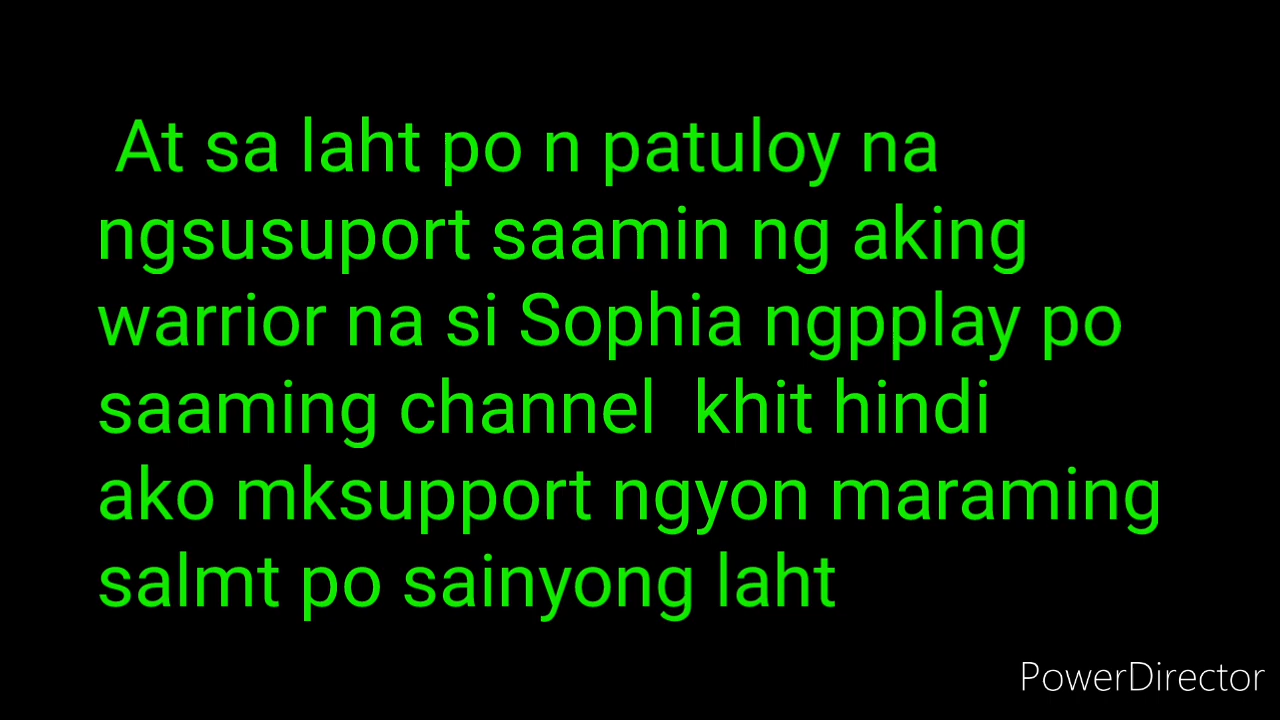 At sa laht po n patuloy na
ngsusuport saamin ng aking
warrior na si Sophia ngpplay po
saaming channel  khit hindi
ako mksupport ngyon maraming
salmt po sainyong laht
PowerDirector